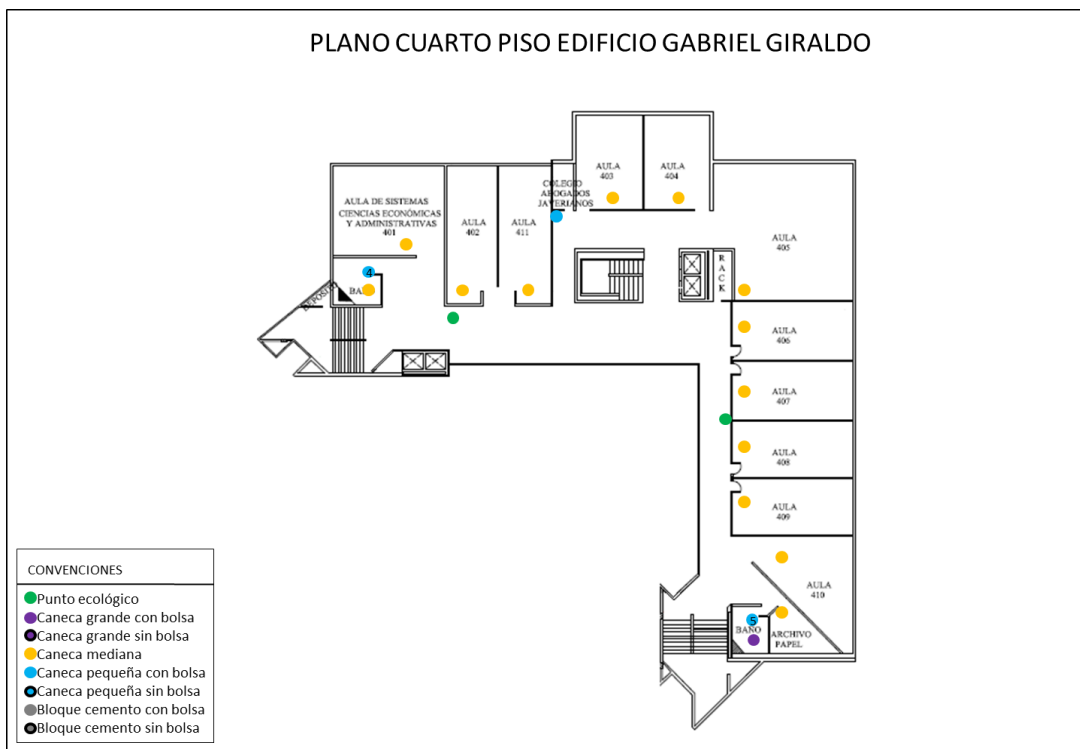 PLANO CUARTO PISO EDIFICIO GABRIEL GIRALDO
AULA
403
AULA
404
COLEGIO
ABOGADOS
JAVERIANOS
AULA DE SISTEMAS
CIENCIAS ECONÓMICAS
Y ADMINISTRATIVAS
401
AULA
402
AULA
411
AULA
405
RACK
4
BA
DEPOSITO
AULA
406
AULA
407
AULA
408
AULA
409
AULA
410
5
BAÑO
ARCHIVO
PAPEL
CONVENCIONES
Punto ecológico
Caneca grande con bolsa
Caneca grande sin bolsa
Caneca mediana
Caneca pequeña con bolsa
Caneca pequeña sin bolsa
Bloque cemento con bolsa
Bloque cemento sin bolsa